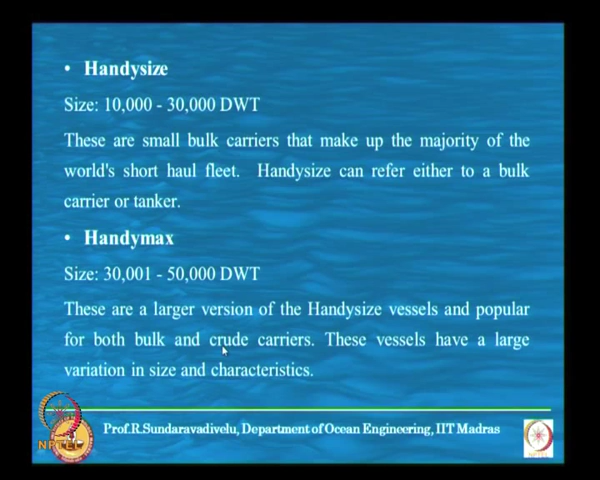 • Handysize
Size: 10,000 - 30,000 DWT
These are small bulk carriers that make up the majority of the
world's short haul fleet. Handysize can refer either to a bulk
carrier or tanker.
• Handymax
Size: 30,001 - 50,000 DWT
These are a larger version of the Handysize vessels and popular
for both bulk and crude carriers. These vessels have a large
variation in size and characteristics.
Prof.R.Sundaravadivelu, Department of Ocean Engineering, IIT Madras
NPTEL